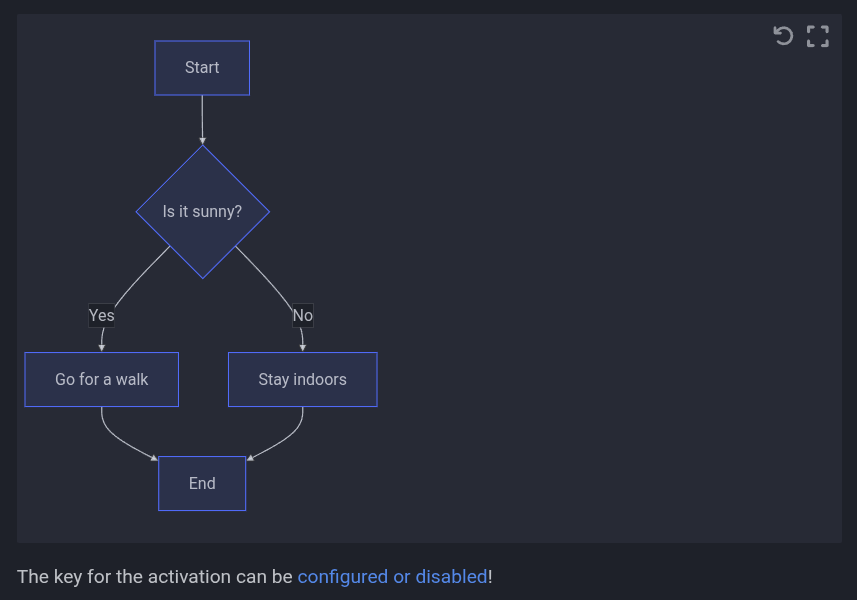 Start
Is it sunny?
Yes
No
Go for a walk
Stay indoors
End
The key for the activation can be configured or disabled!